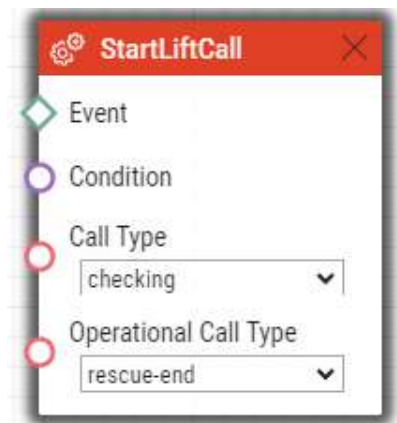 StartLiftCall
Event
Condition
Call Type
checking
Operational Call Type
rescue-end